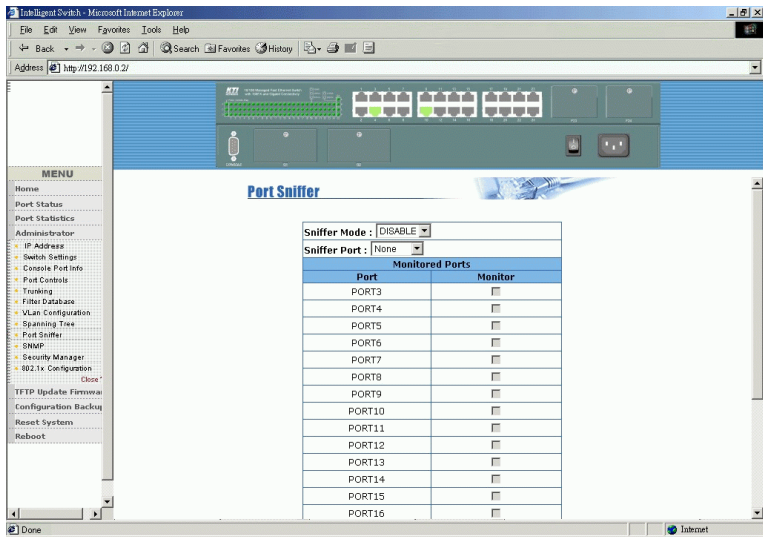 Intelligent Switch - Microsoft Internet Explorer
File Edit View Favorites Tools Help
Back Search Favorites History
Address http://192.168.0.2/
KTI
CONSOLE
MENU
Home
Port Status
Port Statistics
Administrator
IP Address
Switch Settings
Console Port Info
Port Controls
Trunking
Filter Database
VLan Configuration
Spanning Tree
Port Sniffer
SNMP
Security Manager
802.1x Configuration
Close
TFTP Update Firmwa
Configuration Backup
Reset System
Reboot
Port Sniffer
Sniffer Mode : DISABLE
Sniffer Port : None
Monitored Ports
Port Monitor
PORT3
PORT4
PORT5
PORT6
PORT7
PORT8
PORT9
PORT10
PORT11
PORT12
PORT13
PORT14
PORT15
PORT16
Done Internet